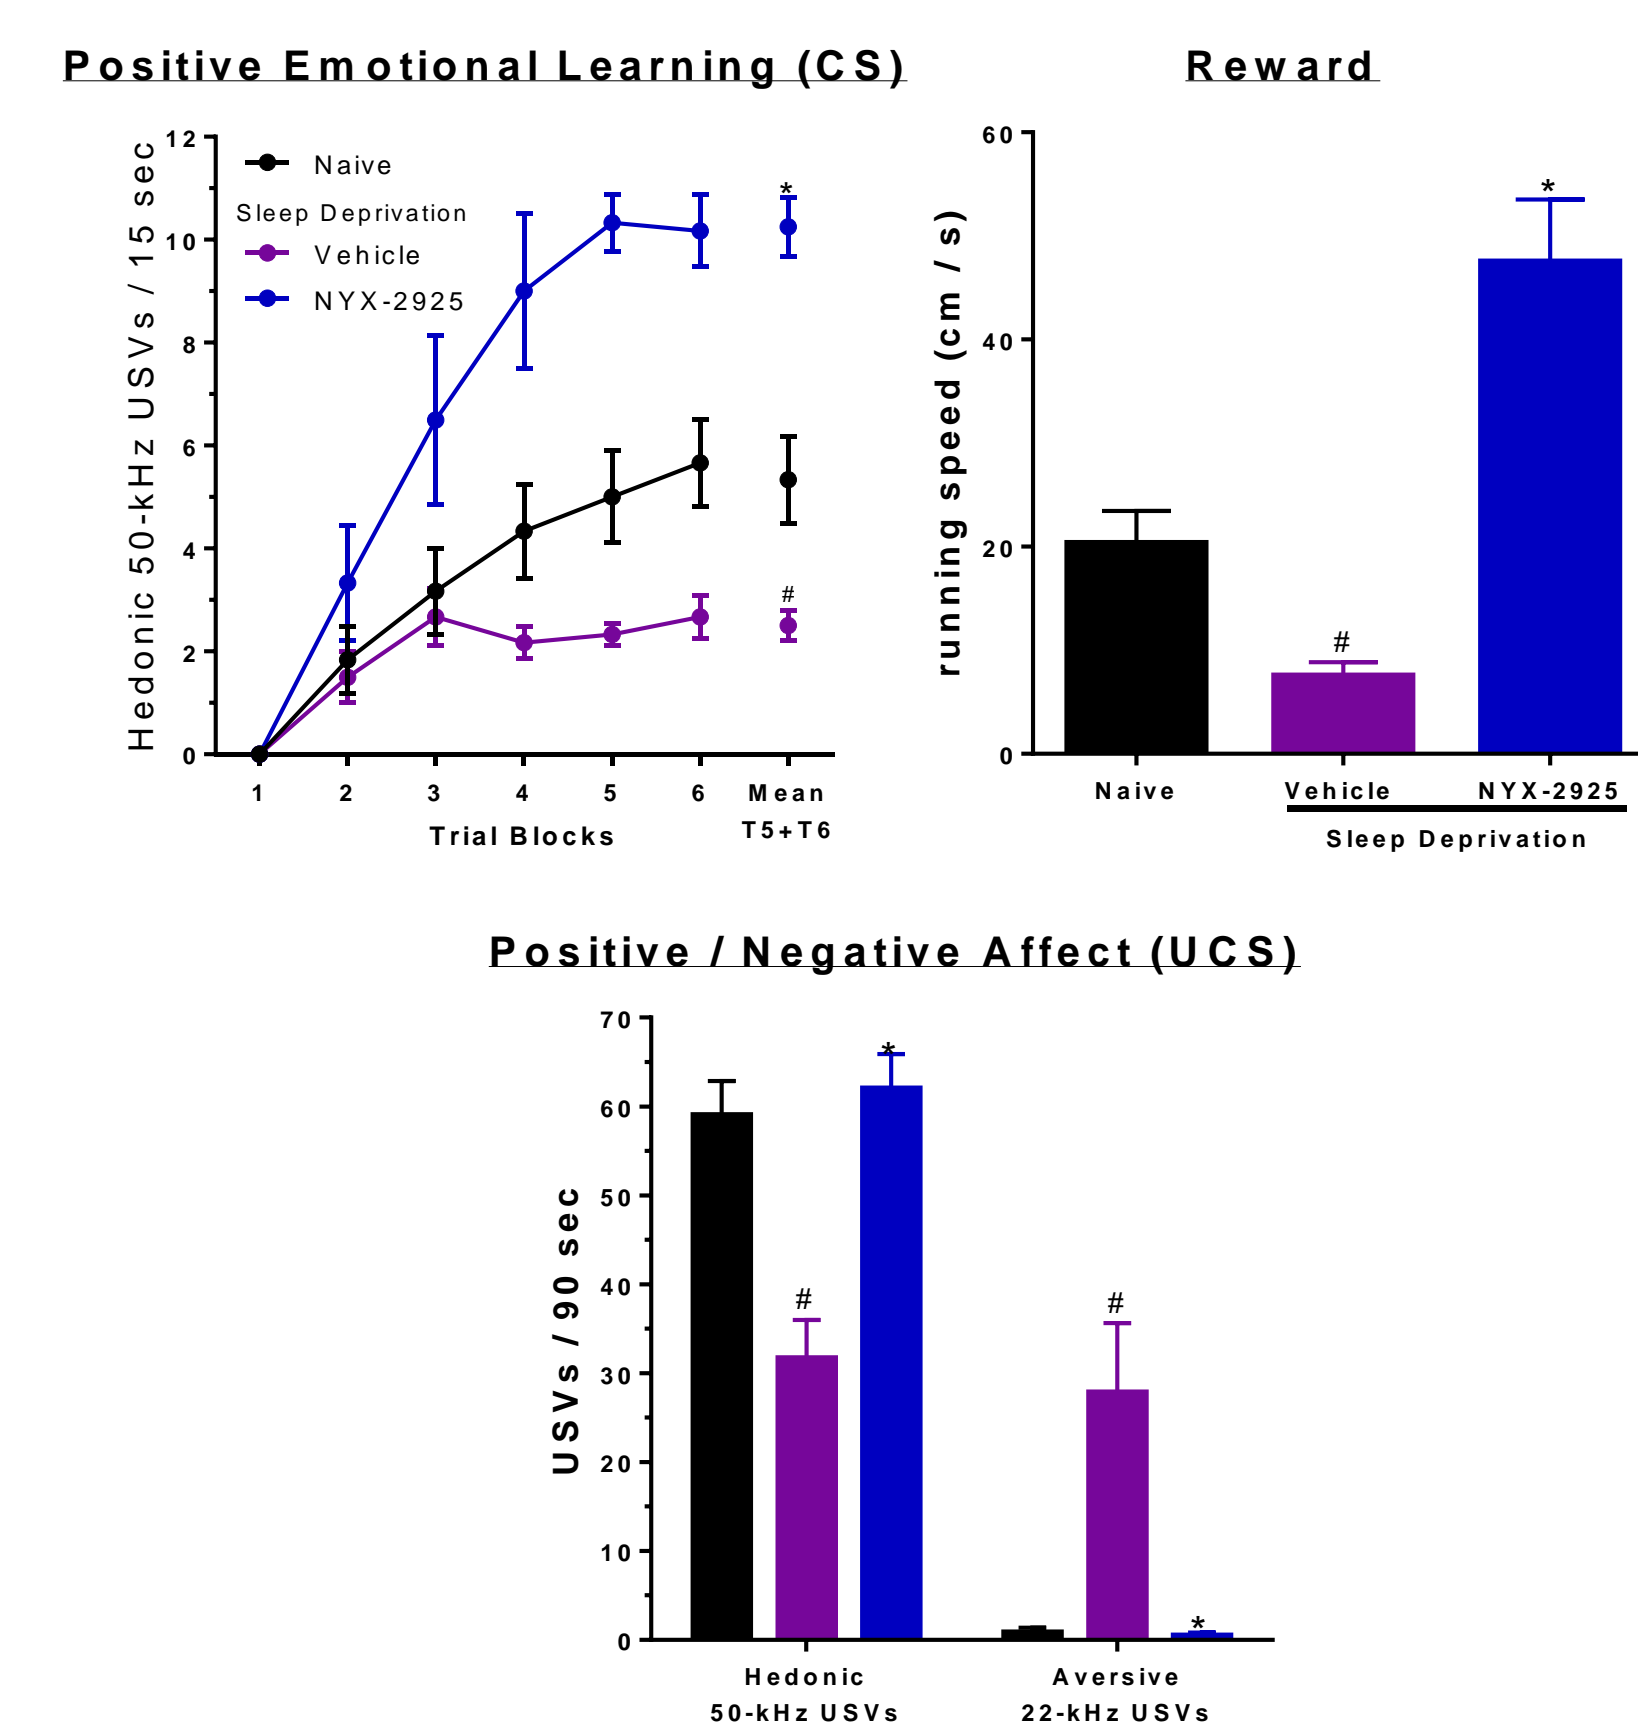 Positive Emotional Learning (CS)
Hedonic 50-kHz USVs / 15 sec
12
10
8
6
4
2
0
Naive
Sleep Deprivation
Vehicle
NYX-2925
*
#
1 2 3 4 5 6 Mean
T5+T6
Trial Blocks
Reward
running speed (cm / s)
60
40
20
0
#
*
Naive Vehicle NYX-2925
Sleep Deprivation
Positive / Negative Affect (UCS)
USVs / 90 sec
70
60
50
40
30
20
10
0
#
*
#
*
Hedonic
50-kHz USVs
Aversive
22-kHz USVs